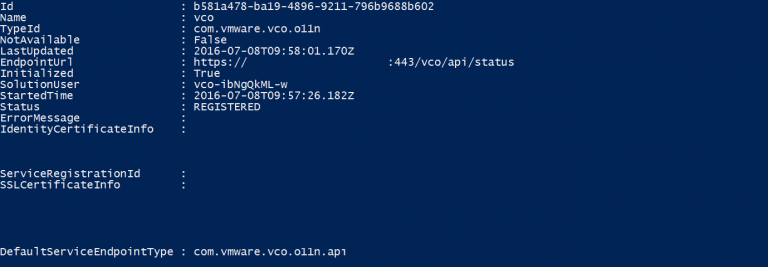 Id : b581a478-ba19-4896-9211-796b9688b602
Name : vco
TypeId : com.vmware.vco.o11n
NotAvailable : False
LastUpdated : 2016-07-08T09:58:01.170Z
EndpointUrl : https:// :443/vco/api/status
Initialized : True
SolutionUser : vco-ibNgQkML-w
StartedTime : 2016-07-08T09:57:26.182Z
Status : REGISTERED
ErrorMessage :
IdentityCertificateInfo :
ServiceRegistrationId :
SSLCertificateInfo :
DefaultServiceEndpointType : com.vmware.vco.o11n.api